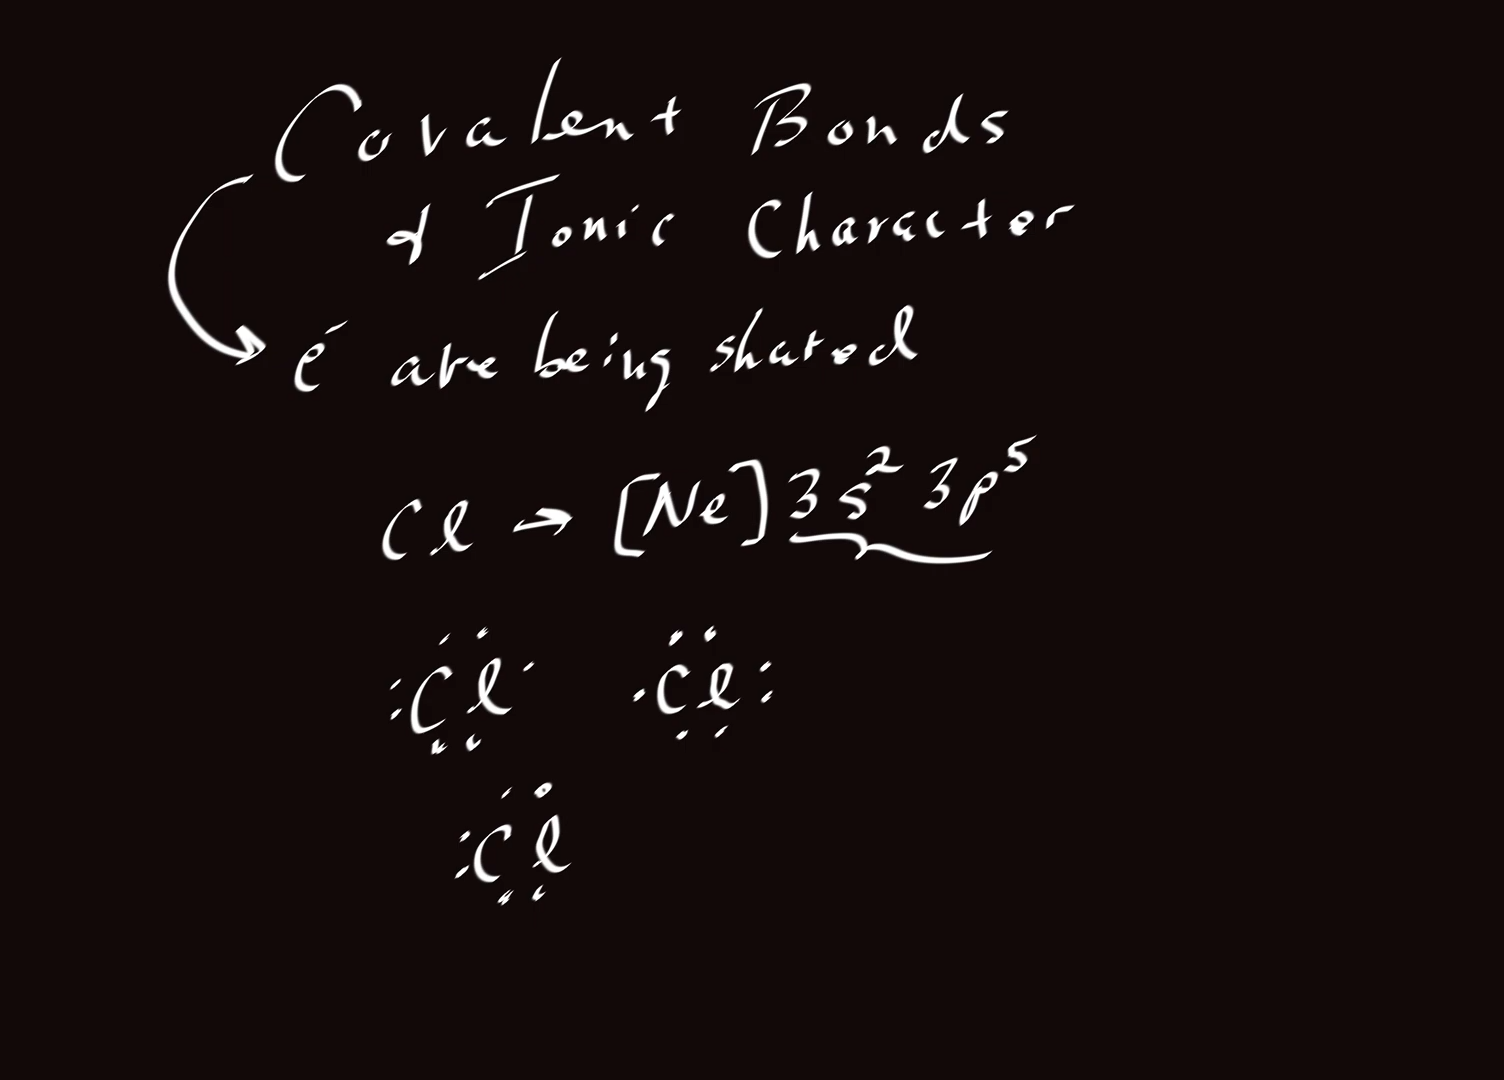 Covalent Bonds
& Ionic Character
e⁻ are being shared
Cl → [Ne] 3s² 3p⁵
:Cl· ·Cl:
:Cl